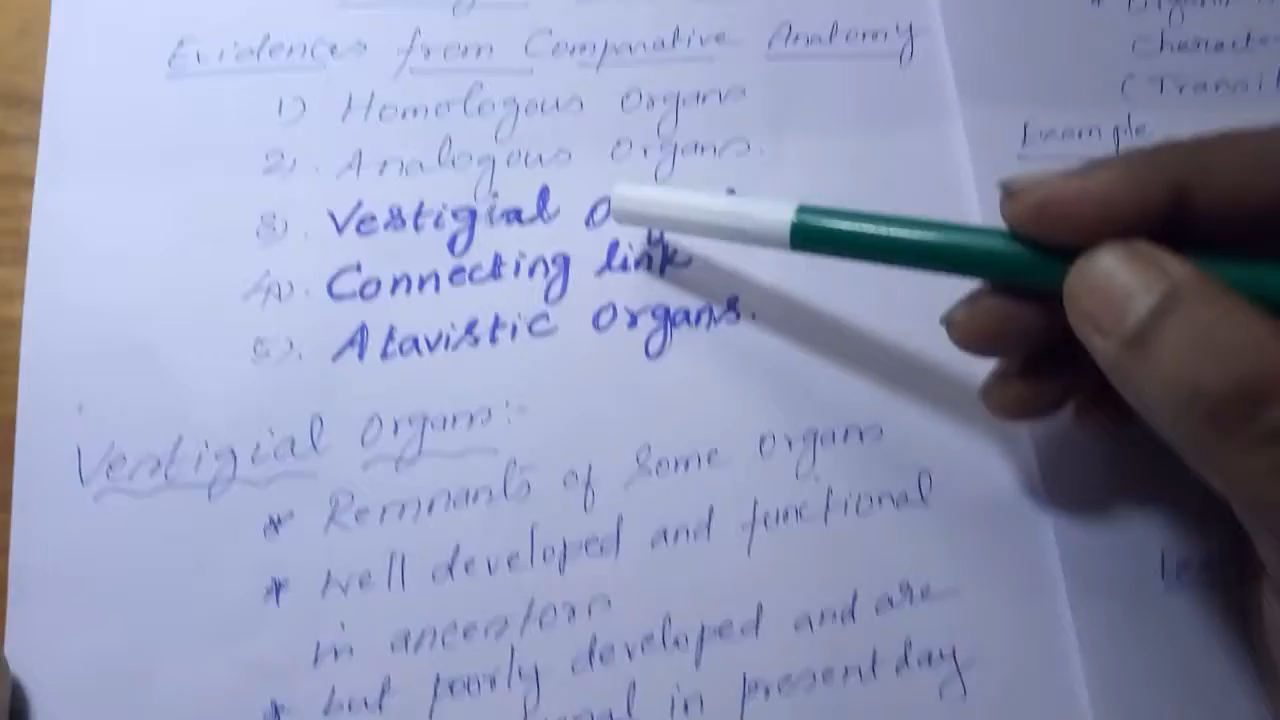 Evidences from Comparative Anatomy
1) Homologous Organs
2). Analogous Organs.
3). Vestigial
4). Connecting link
5). Atavistic Organs.
Vestigial Organs:-
* Remnants of Some organs
* Well developed and functional
in ancestors
* but poorly developed and are
in present day
Characte
(Transi
Example